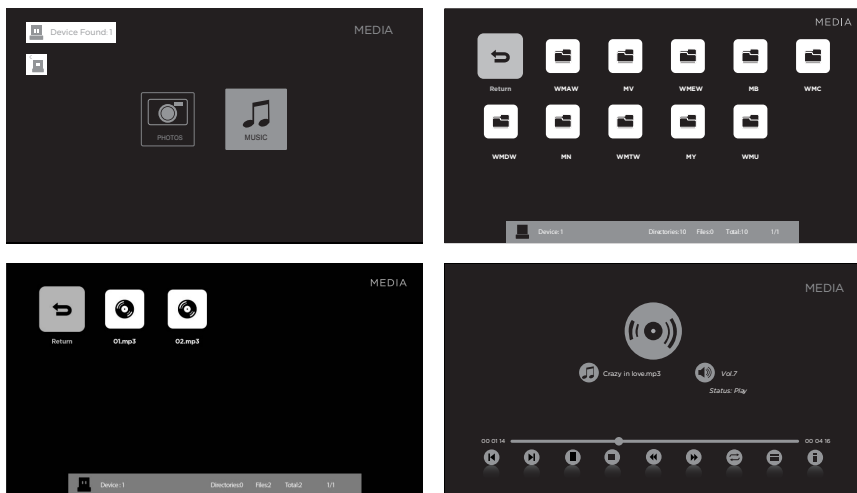 Device Found:1
MEDIA
PHOTOS
MUSIC
MEDIA
Return
WMAW
MV
WMEW
MB
WMC
WMDW
MN
WMTW
MY
WMU
Device: 1
Directories:10 Files:0 Total:10 1/1
MEDIA
Return
01.mp3
02.mp3
Device : 1
Directories:0 Files:2 Total:2 1/1
MEDIA
Crazy in love.mp3
Vol.7
Status: Play
00 01 14
00 04 16